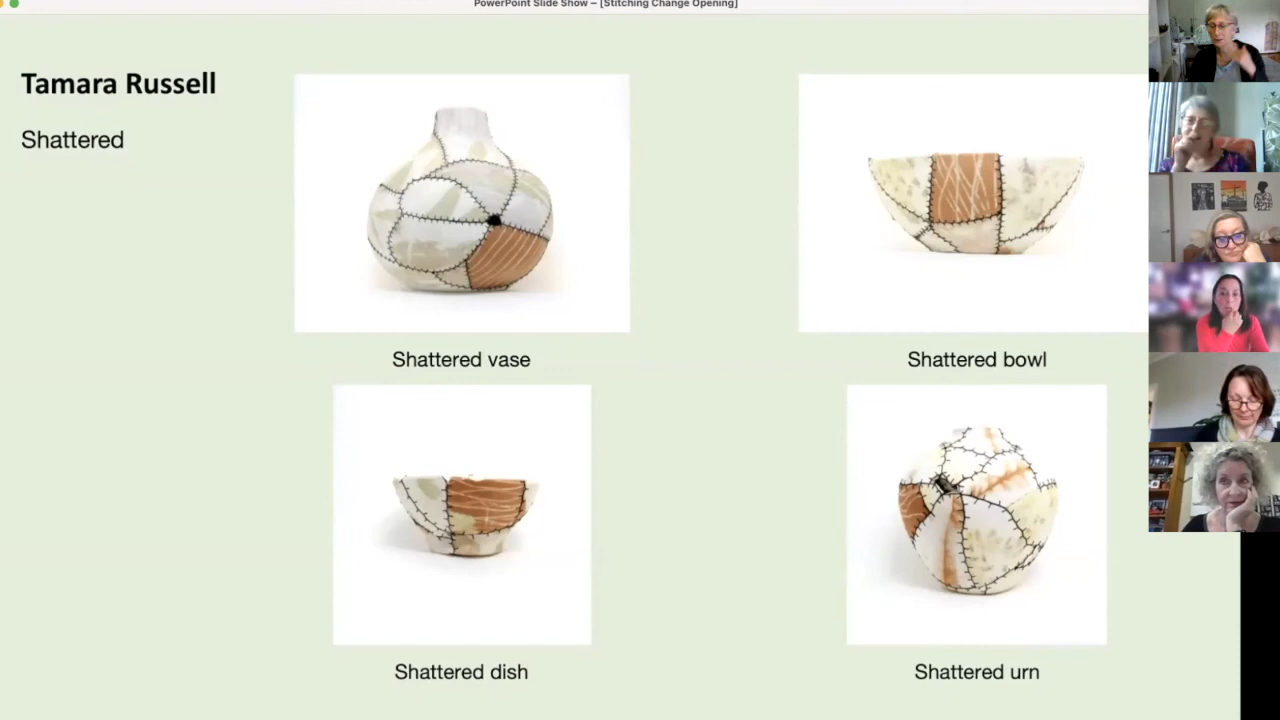 PowerPoint Slide Show – [Stitching Change Opening]
Tamara Russell
Shattered
Shattered vase
Shattered bowl
Shattered dish
Shattered urn